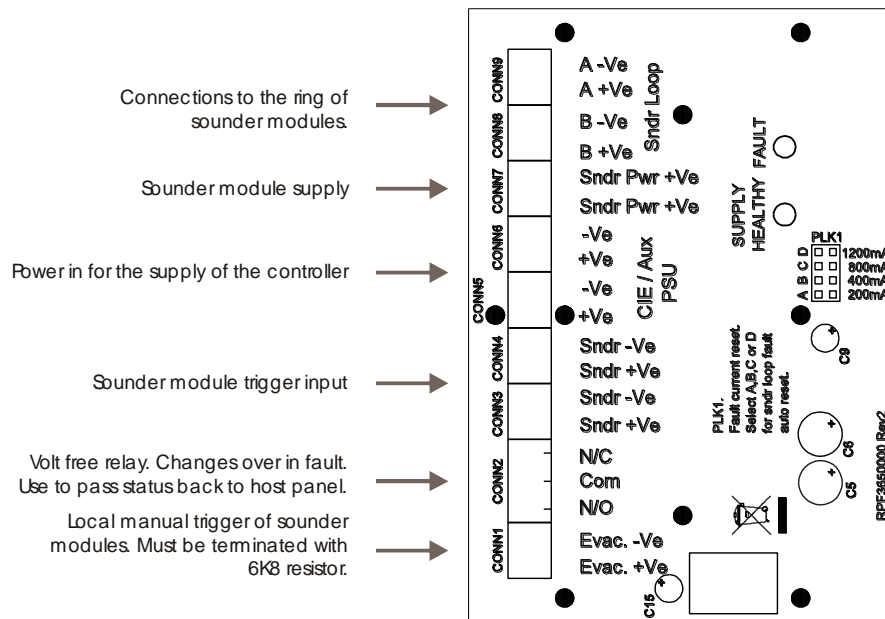 Connections to the ring of
sounder modules.
Sounder module supply
Power in for the supply of the controller
Sounder module trigger input
Volt free relay. Changes over in fault.
Use to pass status back to host panel.
Local manual trigger of sounder
modules. Must be terminated with
6K8 resistor.
CONN9
CONN8
CONN7
CONN6
CONN5
CONN4
CONN3
CONN2
CONN1
A -Ve
A +Ve
B -Ve
B +Ve
Sndr Loop
Sndr Pwr +Ve
Sndr Pwr +Ve
-Ve
+Ve
-Ve
+Ve
CIE / Aux
PSU
Sndr -Ve
Sndr +Ve
Sndr -Ve
Sndr +Ve
N/C
Com
N/O
Evac. -Ve
Evac. +Ve
FAULT
SUPPLY
HEALTHY
PLK1
A B C D
1200mA
800mA
400mA
200mA
C9
PLK1.
Fault current reset.
Select A,B,C or D
for sndr loop fault
auto reset.
C6
C5
C15
RPF3650000 Rev2